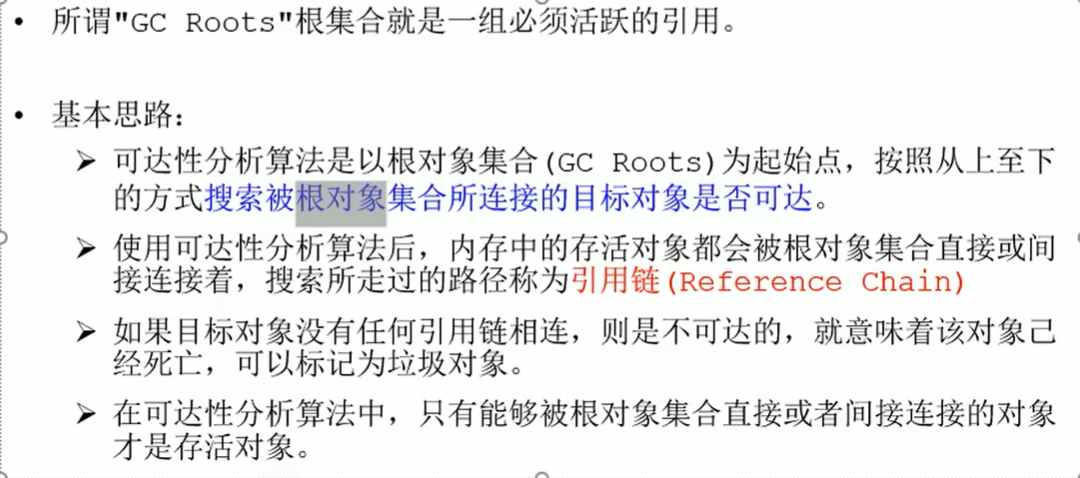 • 所谓"GC Roots"根集合就是一组必须活跃的引用。
• 基本思路：
➢ 可达性分析算法是以根对象集合(GC Roots)为起始点，按照从上至下
的方式搜索被根对象集合所连接的目标对象是否可达。
➢ 使用可达性分析算法后，内存中的存活对象都会被根对象集合直接或间
接连接着，搜索所走过的路径称为引用链(Reference Chain)
➢ 如果目标对象没有任何引用链相连，则是不可达的，就意味着该对象己
经死亡，可以标记为垃圾对象。
➢ 在可达性分析算法中，只有能够被根对象集合直接或者间接连接的对象
才是存活对象。